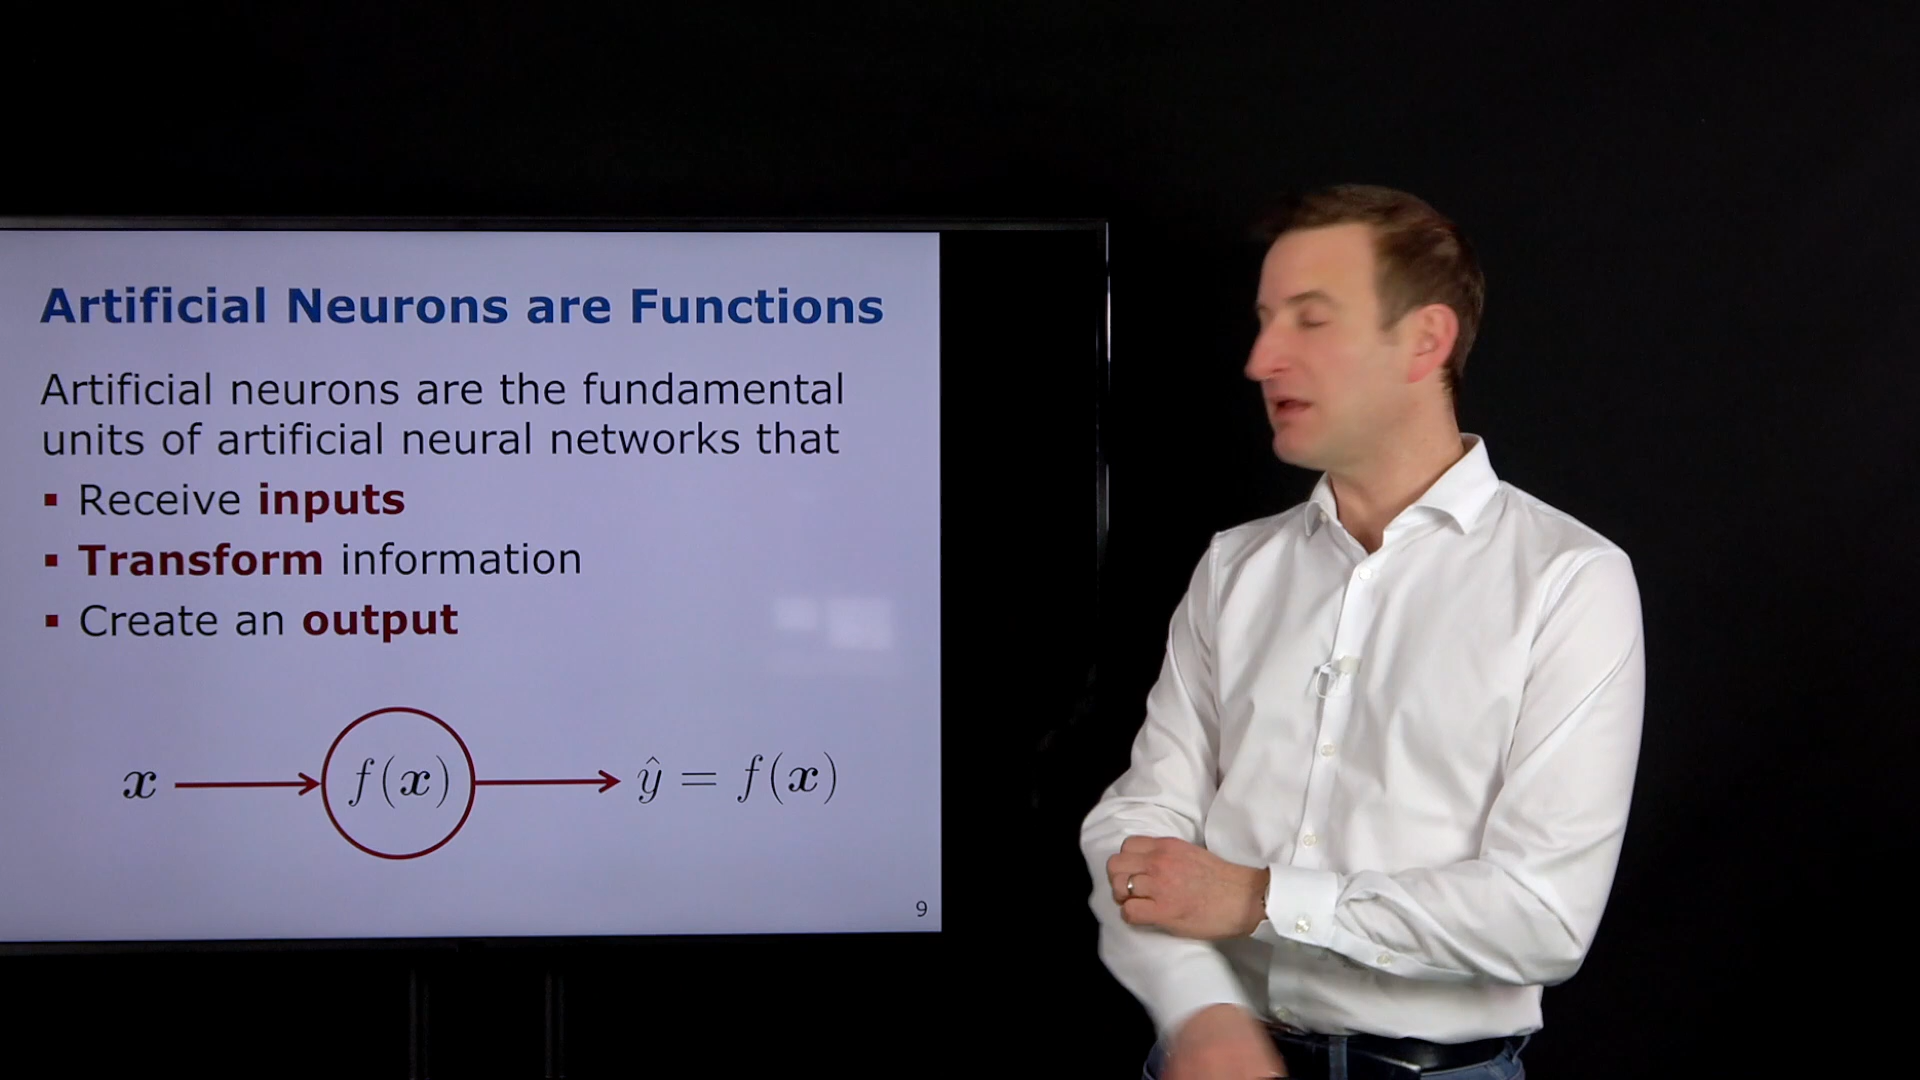 Artificial Neurons are Functions
Artificial neurons are the fundamental
units of artificial neural networks that
▪ Receive inputs
▪ Transform information
▪ Create an output
x f(x) ŷ = f(x)
9